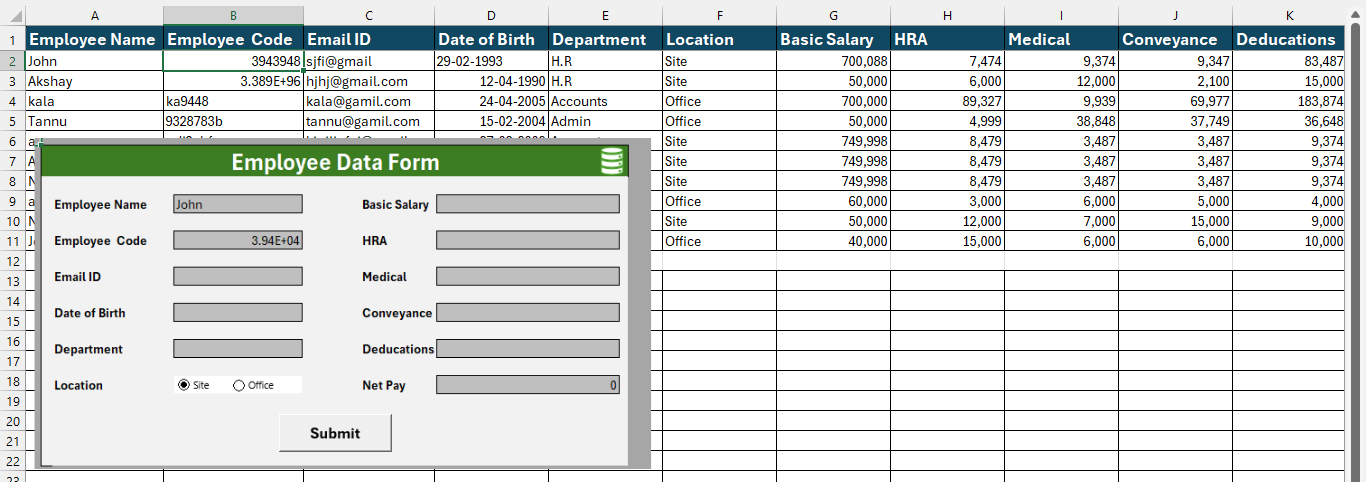 A B C D E F G H I J K
1 Employee Name Employee Code Email ID Date of Birth Department Location Basic Salary HRA Medical Conveyance Deducations
2 John 3943948 sjfi@gmail 29-02-1993 H.R Site 700,088 7,474 9,374 9,347 83,487
3 Akshay 3.389E+96 hjhj@gmail.com 12-04-1990 H.R Site 50,000 6,000 12,000 2,100 15,000
4 kala ka9448 kala@gamil.com 24-04-2005 Accounts Office 700,000 89,327 9,939 69,977 183,874
5 Tannu 9328783b tannu@gamil.com 15-02-2004 Admin Office 50,000 4,999 38,848 37,749 36,648
6 Site 749,998 8,479 3,487 3,487 9,374
7 Site 749,998 8,479 3,487 3,487 9,374
8 Site 749,998 8,479 3,487 3,487 9,374
9 Office 60,000 3,000 6,000 5,000 4,000
10 Site 50,000 12,000 7,000 15,000 9,000
11 Office 40,000 15,000 6,000 6,000 10,000
12
13
14
15
16
17
18
19
20
21
22
23
Employee Data Form
Employee Name John Basic Salary
Employee Code 3.94E+04 HRA
Email ID Medical
Date of Birth Conveyance
Department Deducations
Location Site Office Net Pay 0
Submit